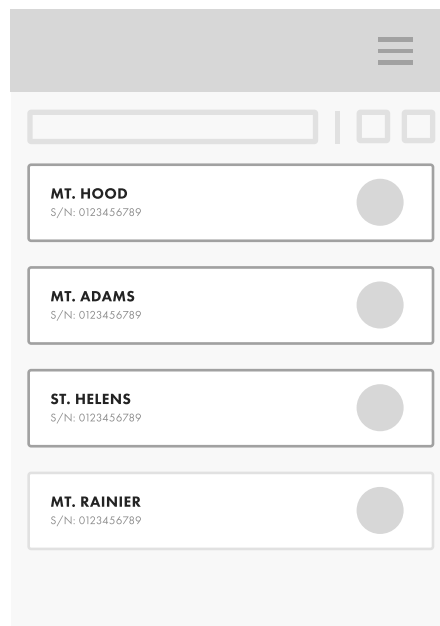 MT. HOOD
S/N: 0123456789
MT. ADAMS
S/N: 0123456789
ST. HELENS
S/N: 0123456789
MT. RAINIER
S/N: 0123456789